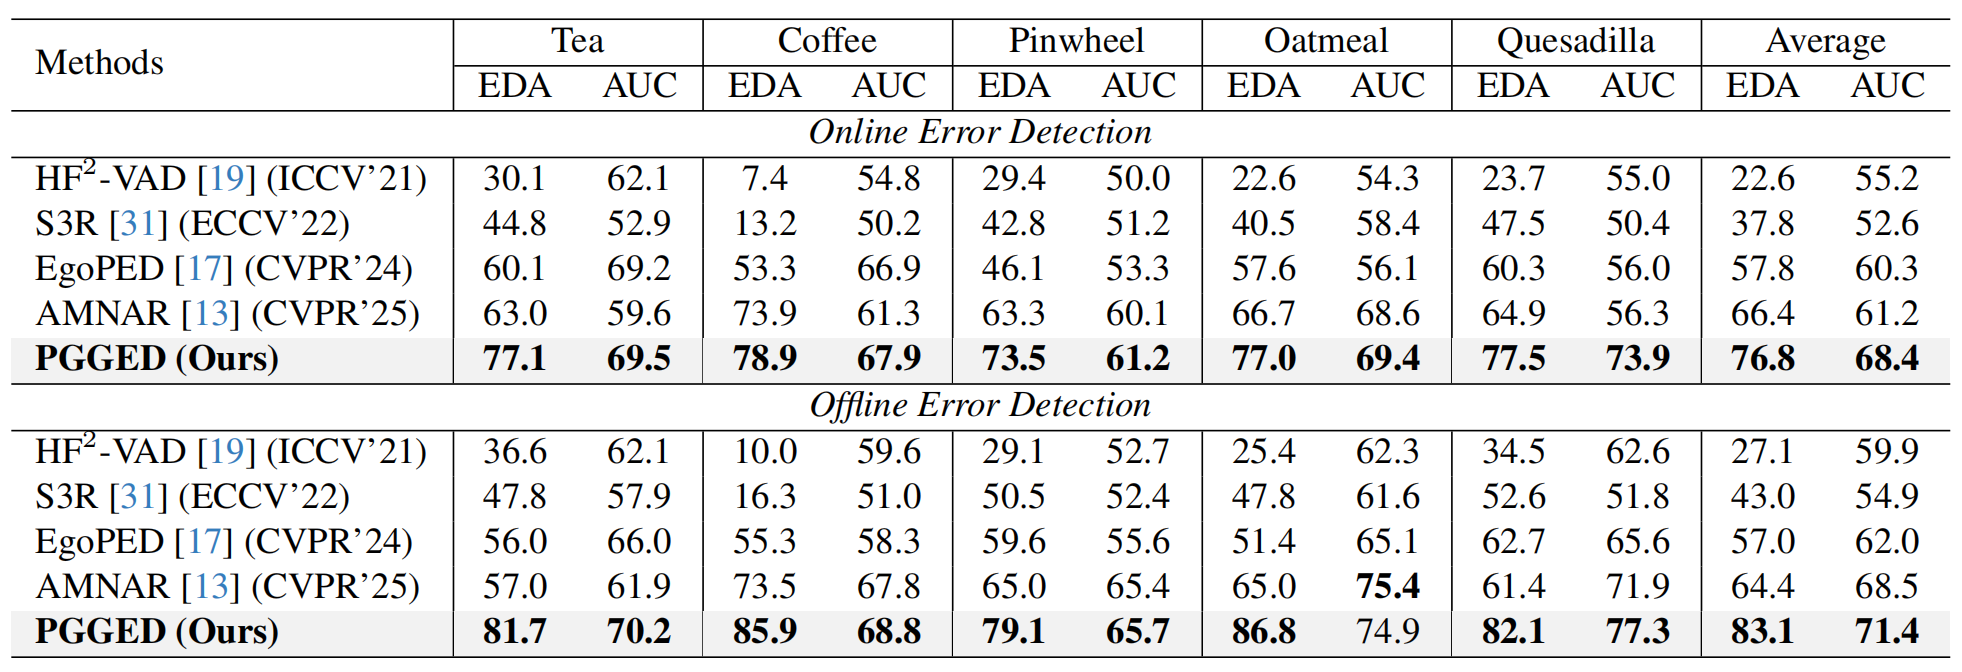 Methods Tea Coffee Pinwheel Oatmeal Quesadilla Average
EDA AUC EDA AUC EDA AUC EDA AUC EDA AUC EDA AUC
Online Error Detection
HF²-VAD [19] (ICCV’21) 30.1 62.1 7.4 54.8 29.4 50.0 22.6 54.3 23.7 55.0 22.6 55.2
S3R [31] (ECCV’22) 44.8 52.9 13.2 50.2 42.8 51.2 40.5 58.4 47.5 50.4 37.8 52.6
EgoPED [17] (CVPR’24) 60.1 69.2 53.3 66.9 46.1 53.3 57.6 56.1 60.3 56.0 57.8 60.3
AMNAR [13] (CVPR’25) 63.0 59.6 73.9 61.3 63.3 60.1 66.7 68.6 64.9 56.3 66.4 61.2
PGGED (Ours) 77.1 69.5 78.9 67.9 73.5 61.2 77.0 69.4 77.5 73.9 76.8 68.4
Offline Error Detection
HF²-VAD [19] (ICCV’21) 36.6 62.1 10.0 59.6 29.1 52.7 25.4 62.3 34.5 62.6 27.1 59.9
S3R [31] (ECCV’22) 47.8 57.9 16.3 51.0 50.5 52.4 47.8 61.6 52.6 51.8 43.0 54.9
EgoPED [17] (CVPR’24) 56.0 66.0 55.3 58.3 59.6 55.6 51.4 65.1 62.7 65.6 57.0 62.0
AMNAR [13] (CVPR’25) 57.0 61.9 73.5 67.8 65.0 65.4 65.0 75.4 61.4 71.9 64.4 68.5
PGGED (Ours) 81.7 70.2 85.9 68.8 79.1 65.7 86.8 74.9 82.1 77.3 83.1 71.4